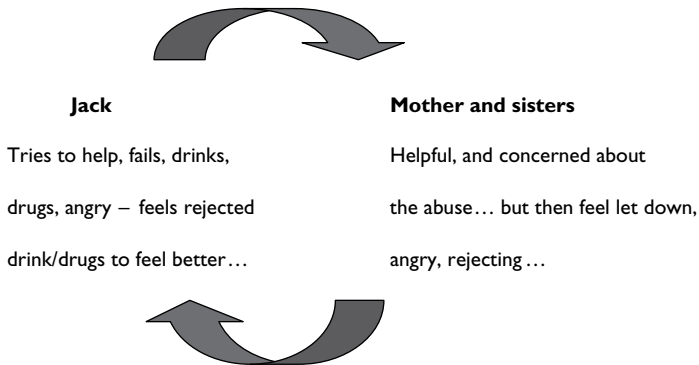 Jack
Tries to help, fails, drinks,
drugs, angry – feels rejected
drink/drugs to feel better…
Mother and sisters
Helpful, and concerned about
the abuse… but then feel let down,
angry, rejecting…